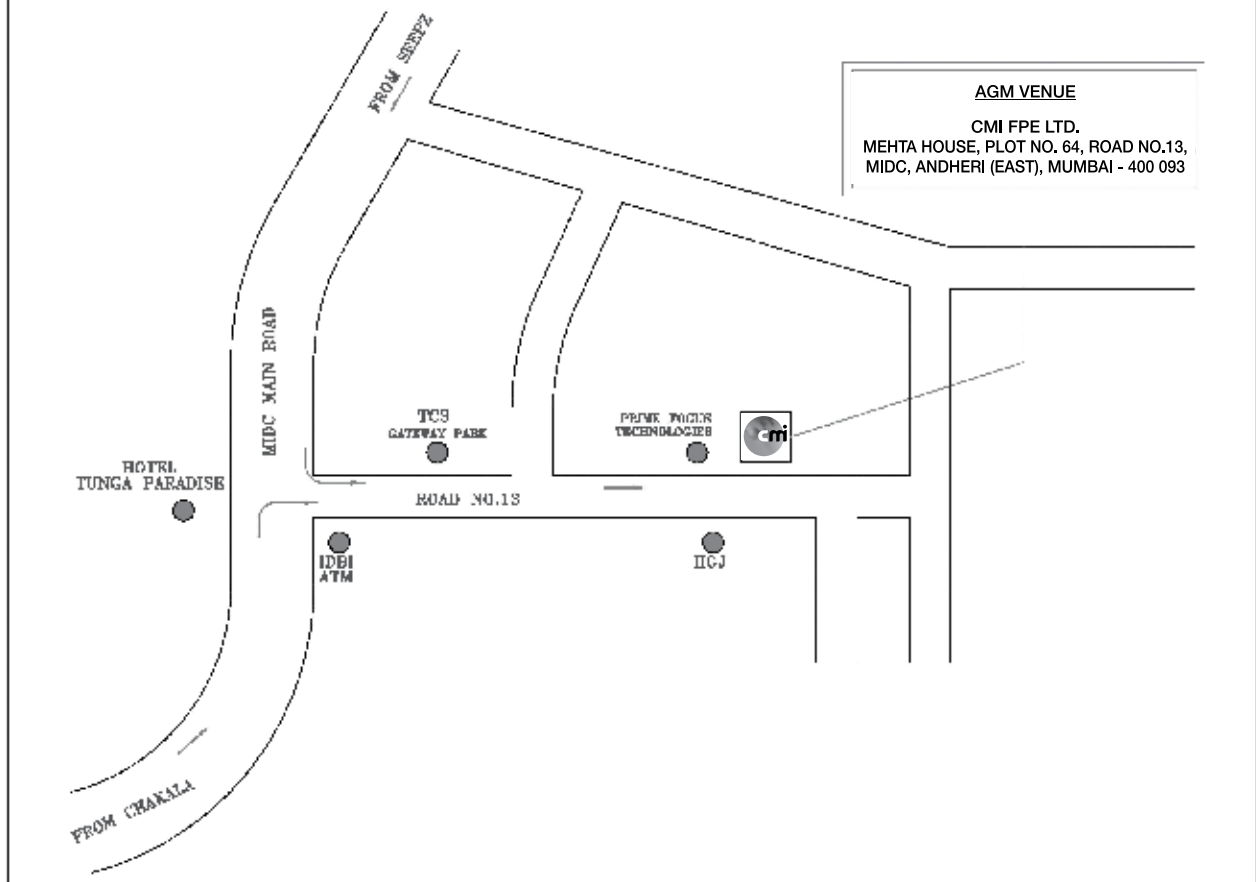 FROM SEEPZ
AGM VENUE
CMI FPE LTD.
MEHTA HOUSE, PLOT NO. 64, ROAD NO.13,
MIDC, ANDHERI (EAST), MUMBAI - 400 093
MIDC MAIN ROAD
TCS
GATEWAY PARK
PRIME FOCUS
TECHNOLOGIES
cmi
HOTEL
TUNGA PARADISE
ROAD NO.13
IDBI
ATM
IIGJ
FROM CHAKALA